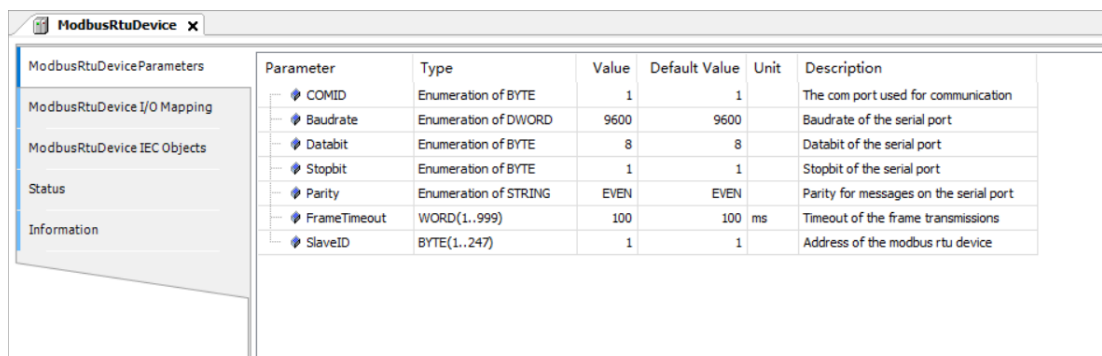 ModbusRtuDevice X
ModbusRtuDeviceParameters
ModbusRtuDevice I/O Mapping
ModbusRtuDevice IEC Objects
Status
Information
Parameter Type Value Default Value Unit Description
COMID Enumeration of BYTE 1 1 The com port used for communication
Baudrate Enumeration of DWORD 9600 9600 Baudrate of the serial port
Databit Enumeration of BYTE 8 8 Databit of the serial port
Stopbit Enumeration of BYTE 1 1 Stopbit of the serial port
Parity Enumeration of STRING EVEN EVEN Parity for messages on the serial port
FrameTimeout WORD(1..999) 100 100 ms Timeout of the frame transmissions
SlaveID BYTE(1..247) 1 1 Address of the modbus rtu device